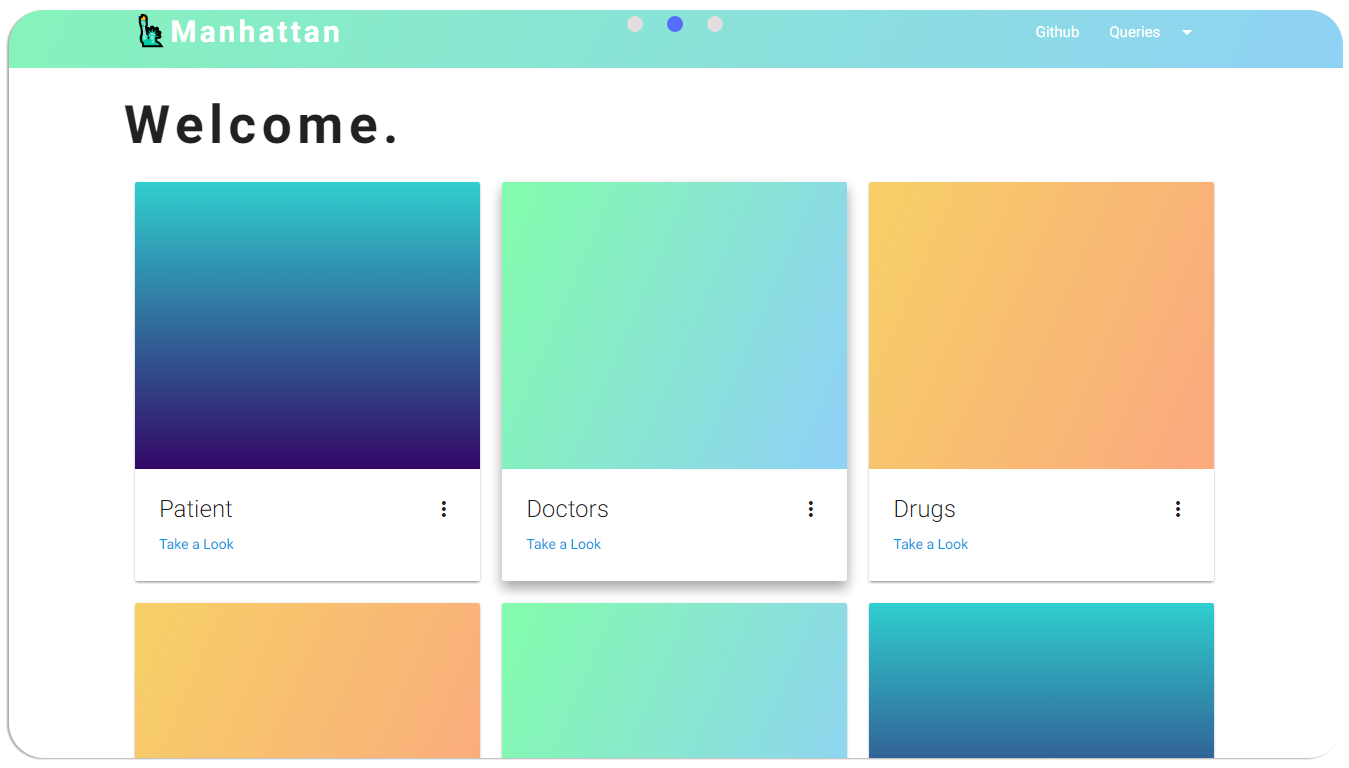 Manhattan
Github Queries
Welcome.
Patient
Take a Look
Doctors
Take a Look
Drugs
Take a Look